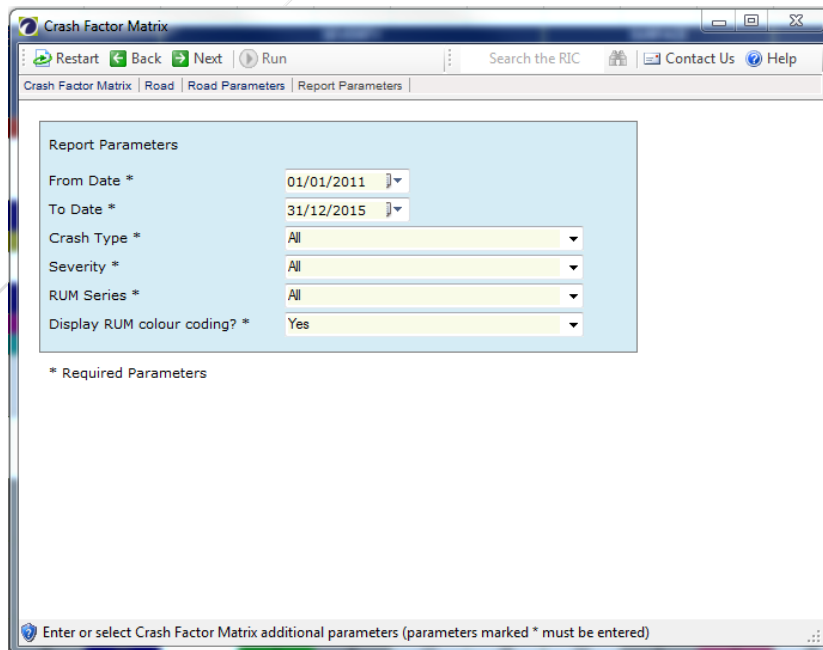 Crash Factor Matrix
Restart Back Next Run Search the RIC Contact Us Help
Crash Factor Matrix Road Road Parameters Report Parameters
Report Parameters
From Date * 01/01/2011
To Date * 31/12/2015
Crash Type * All
Severity * All
RUM Series * All
Display RUM colour coding? * Yes
* Required Parameters
Enter or select Crash Factor Matrix additional parameters (parameters marked * must be entered)